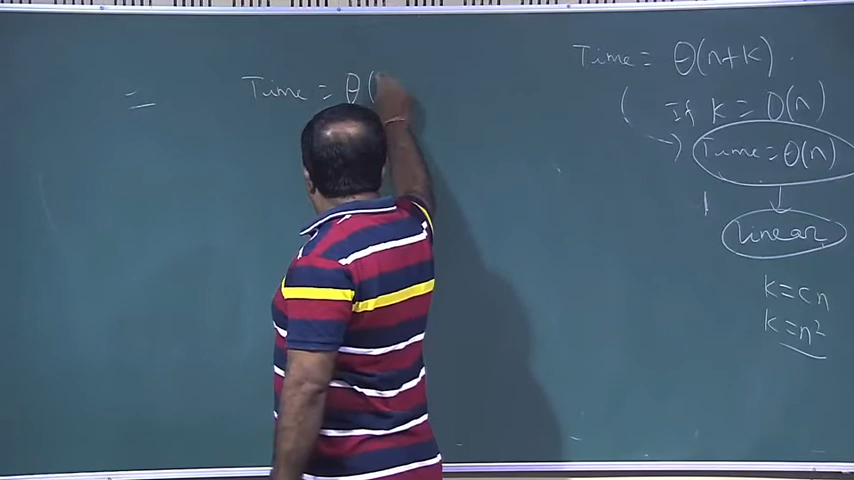 Time = θ(
Time = θ(n+k).
If k = O(n)
Time = θ(n)
Linear
k=cn
k=n²